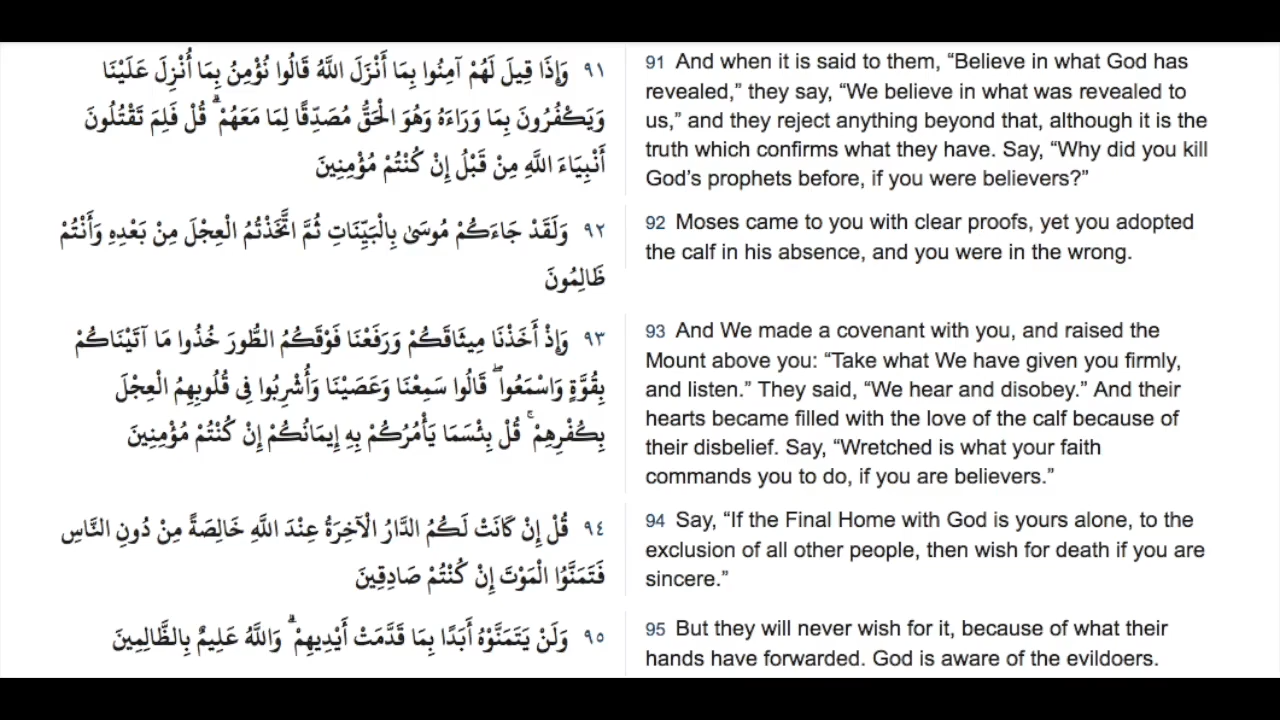 ٩١ وَإِذَا قِيلَ لَهُمْ آمِنُوا بِمَا أَنْزَلَ اللَّهُ قَالُوا نُؤْمِنُ بِمَا أُنْزِلَ عَلَيْنَا
وَيَكْفُرُونَ بِمَا وَرَاءَهُ وَهُوَ الْحَقُّ مُصَدِّقًا لِمَا مَعَهُمْ ۗ قُلْ فَلِمَ تَقْتُلُونَ
أَنْبِيَاءَ اللَّهِ مِنْ قَبْلُ إِنْ كُنْتُمْ مُؤْمِنِينَ
91 And when it is said to them, “Believe in what God has
revealed,” they say, “We believe in what was revealed to
us,” and they reject anything beyond that, although it is the
truth which confirms what they have. Say, “Why did you kill
God’s prophets before, if you were believers?”
٩٢ وَلَقَدْ جَاءَكُمْ مُوسَىٰ بِالْبَيِّنَاتِ ثُمَّ اتَّخَذْتُمُ الْعِجْلَ مِنْ بَعْدِهِ وَأَنْتُمْ
ظَالِمُونَ
92 Moses came to you with clear proofs, yet you adopted
the calf in his absence, and you were in the wrong.
٩٣ وَإِذْ أَخَذْنَا مِيثَاقَكُمْ وَرَفَعْنَا فَوْقَكُمُ الطُّورَ خُذُوا مَا آتَيْنَاكُمْ
بِقُوَّةٍ وَاسْمَعُوا ۖ قَالُوا سَمِعْنَا وَعَصَيْنَا وَأُشْرِبُوا فِي قُلُوبِهِمُ الْعِجْلَ
بِكُفْرِهِمْ ۚ قُلْ بِئْسَمَا يَأْمُرُكُمْ بِهِ إِيمَانُكُمْ إِنْ كُنْتُمْ مُؤْمِنِينَ
93 And We made a covenant with you, and raised the
Mount above you: “Take what We have given you firmly,
and listen.” They said, “We hear and disobey.” And their
hearts became filled with the love of the calf because of
their disbelief. Say, “Wretched is what your faith
commands you to do, if you are believers.”
٩٤ قُلْ إِنْ كَانَتْ لَكُمُ الدَّارُ الْآخِرَةُ عِنْدَ اللَّهِ خَالِصَةً مِنْ دُونِ النَّاسِ
فَتَمَنَّوُا الْمَوْتَ إِنْ كُنْتُمْ صَادِقِينَ
94 Say, “If the Final Home with God is yours alone, to the
exclusion of all other people, then wish for death if you are
sincere.”
٩٥ وَلَنْ يَتَمَنَّوْهُ أَبَدًا بِمَا قَدَّمَتْ أَيْدِيهِمْ ۗ وَاللَّهُ عَلِيمٌ بِالظَّالِمِينَ
95 But they will never wish for it, because of what their
hands have forwarded. God is aware of the evildoers.